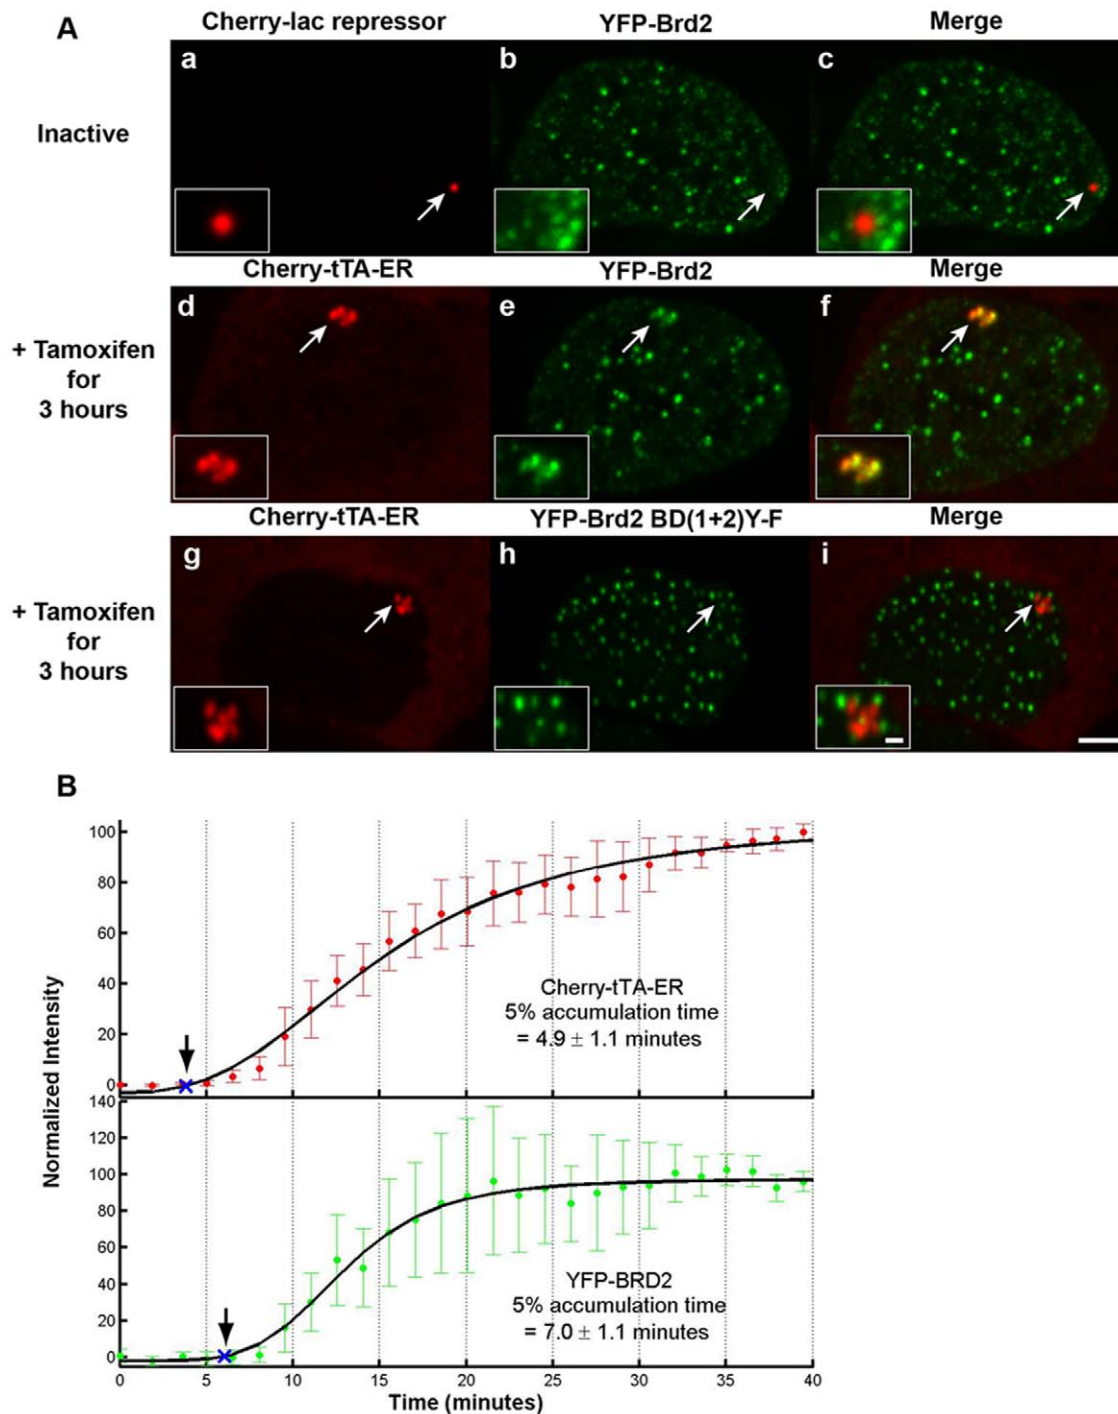 A
Cherry-lac repressor YFP-Brd2 Merge
a b c
Inactive
Cherry-tTA-ER YFP-Brd2 Merge
d e f
+ Tamoxifen
for
3 hours
Cherry-tTA-ER YFP-Brd2 BD(1+2)Y-F Merge
g h i
+ Tamoxifen
for
3 hours
B
Normalized Intensity
100
80
60
40
20
0
Cherry-tTA-ER
5% accumulation time
= 4.9 ± 1.1 minutes
140
120
100
80
60
40
20
0
YFP-BRD2
5% accumulation time
= 7.0 ± 1.1 minutes
0 5 10 15 20 25 30 35 40
Time (minutes)